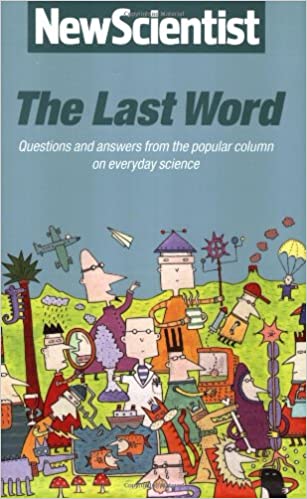 NewScientist
The Last Word
Questions and answers from the popular column
on everyday science